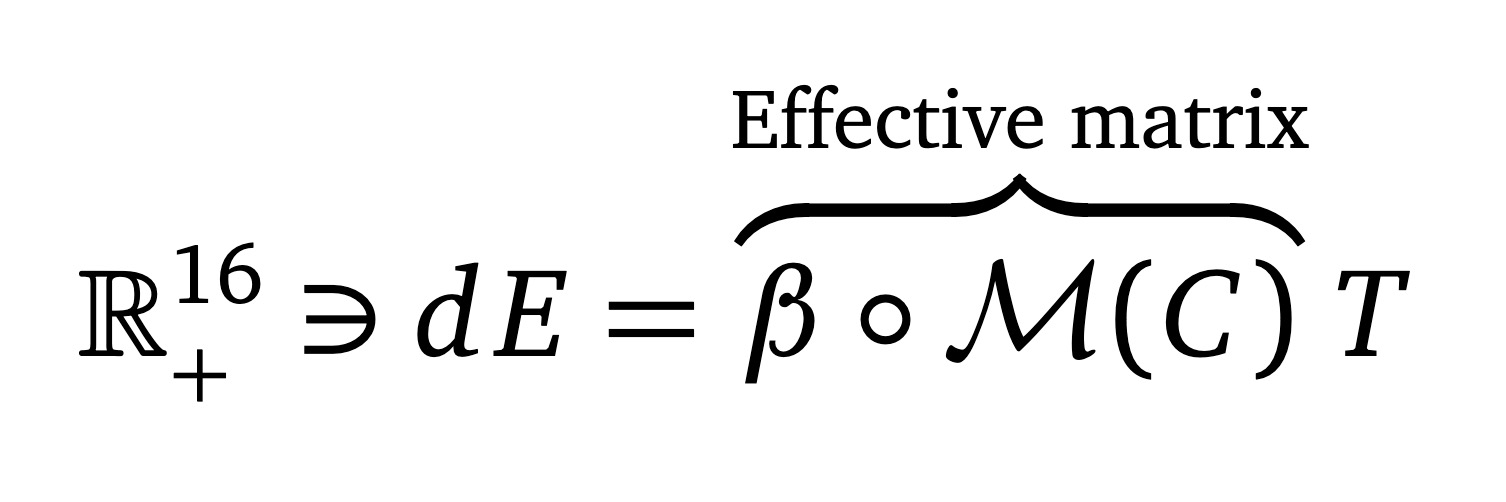 Effective matrix
ℝ₊¹⁶ ∋ dE = β ∘ ℳ(C) T